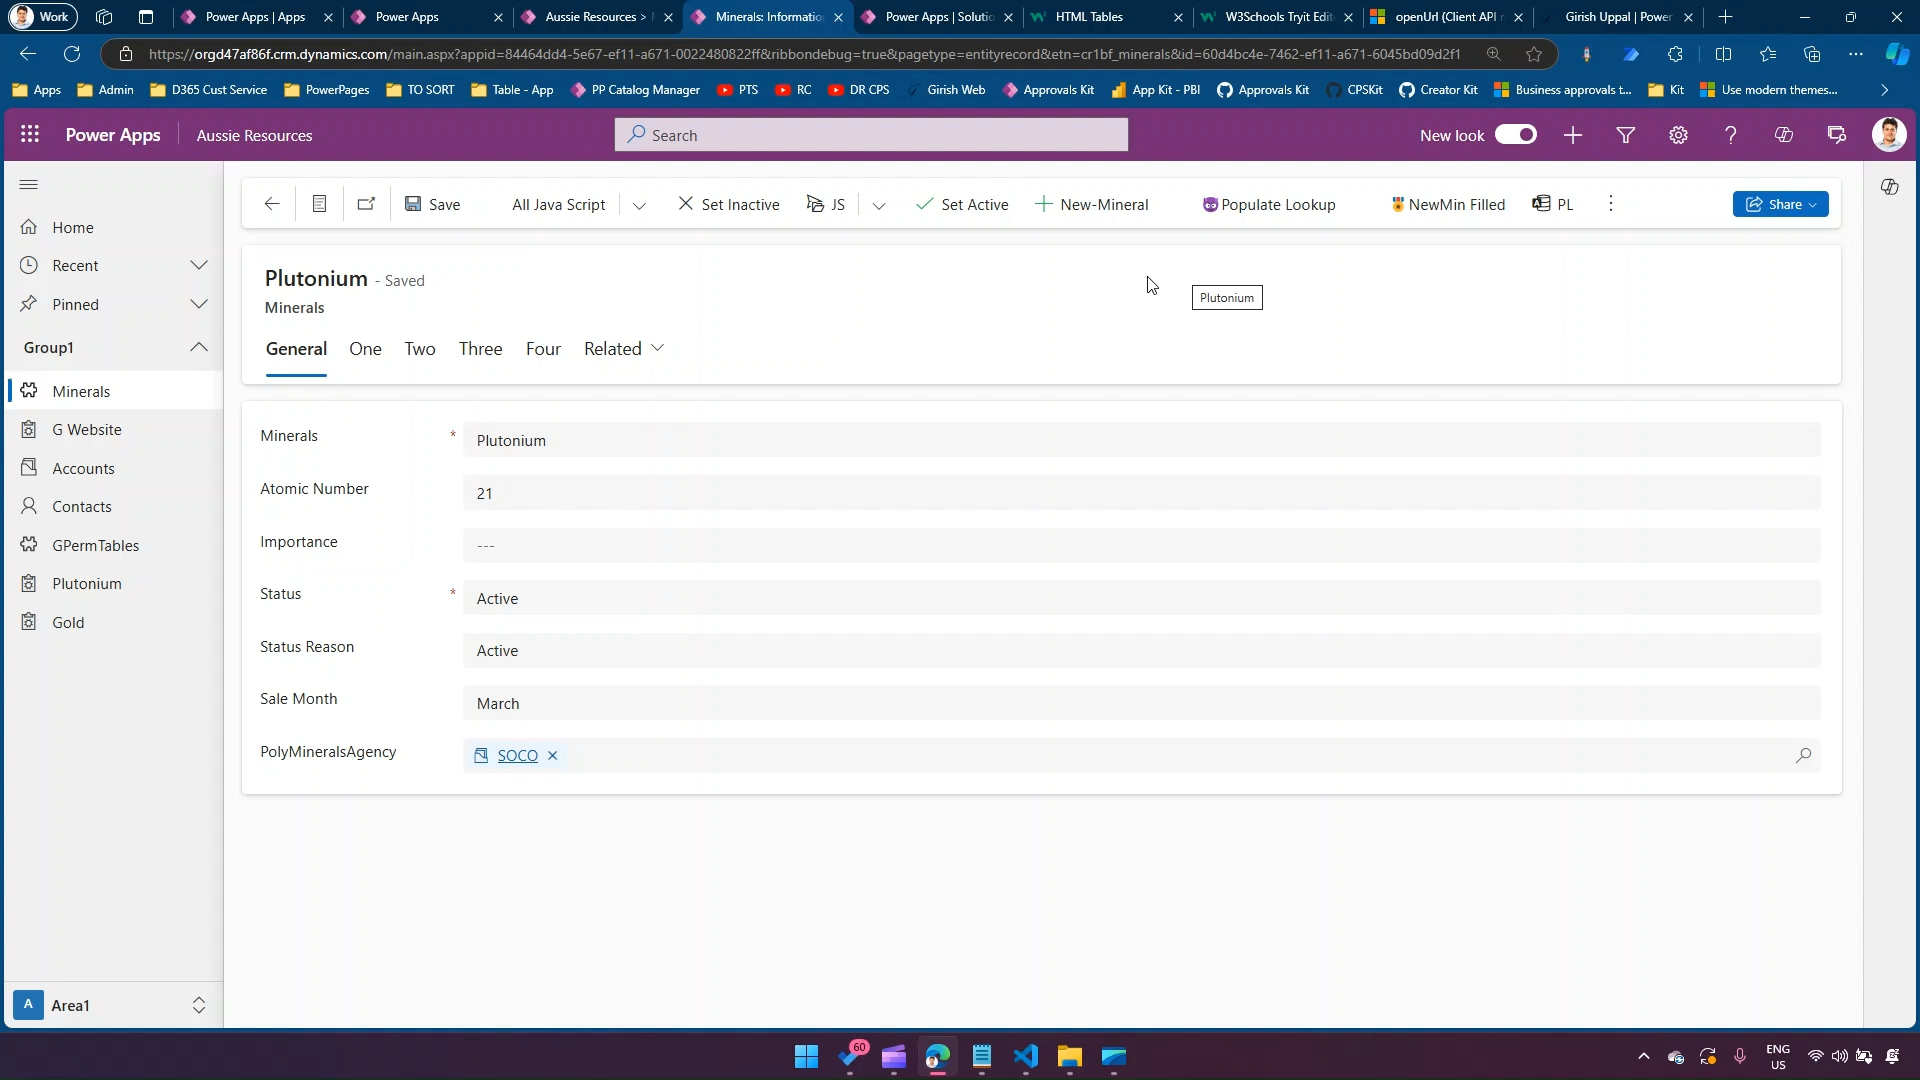 Work
Power Apps | Apps
Power Apps
Aussie Resources >
Minerals: Informatio
Power Apps | Solutio
HTML Tables
W3Schools Tryit Edit
openUrl (Client API r
Girish Uppal | Power
https://orgd47af86f.crm.dynamics.com/main.aspx?appid=84464dd4-5e67-ef11-a671-0022480822ff&ribbondebug=true&pagetype=entityrecord&etn=cr1bf_minerals&id=60d4bc4e-7462-ef11-a671-6045bd09d2f1
Apps
Admin
D365 Cust Service
PowerPages
TO SORT
Table - App
PP Catalog Manager
PTS
RC
DR CPS
Girish Web
Approvals Kit
App Kit - PBI
Approvals Kit
CPSKit
Creator Kit
Business approvals t...
Kit
Use modern themes...
Power Apps
Aussie Resources
Search
New look
Save
All Java Script
Set Inactive
JS
Set Active
New-Mineral
Populate Lookup
NewMin Filled
PL
Share
Home
Recent
Pinned
Group1
Minerals
G Website
Accounts
Contacts
GPermTables
Plutonium
Gold
A
Area1
Plutonium - Saved
Minerals
Plutonium
General
One
Two
Three
Four
Related
Minerals * Plutonium
Atomic Number 21
Importance ---
Status * Active
Status Reason Active
Sale Month March
PolyMineralsAgency SOCO
60
ENG
US